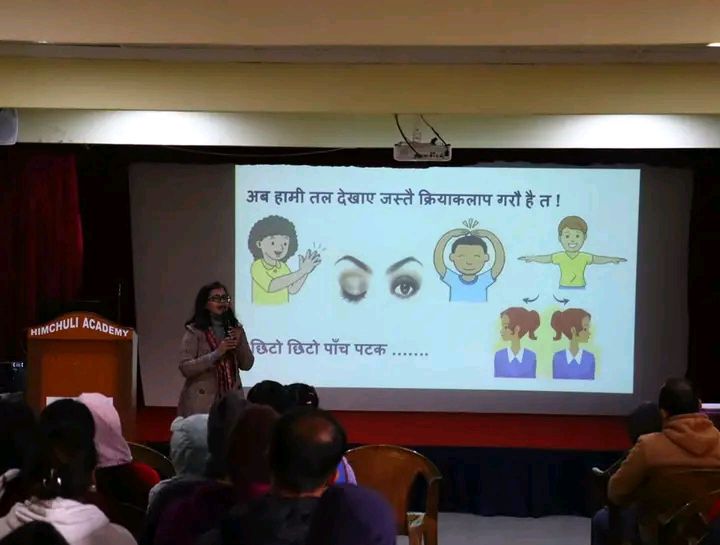 अब हामी तल देखाए जस्तै क्रियाकलाप गरौ है त !
छिटो छिटो पाँच पटक .......
HIMCHULI ACADEMY